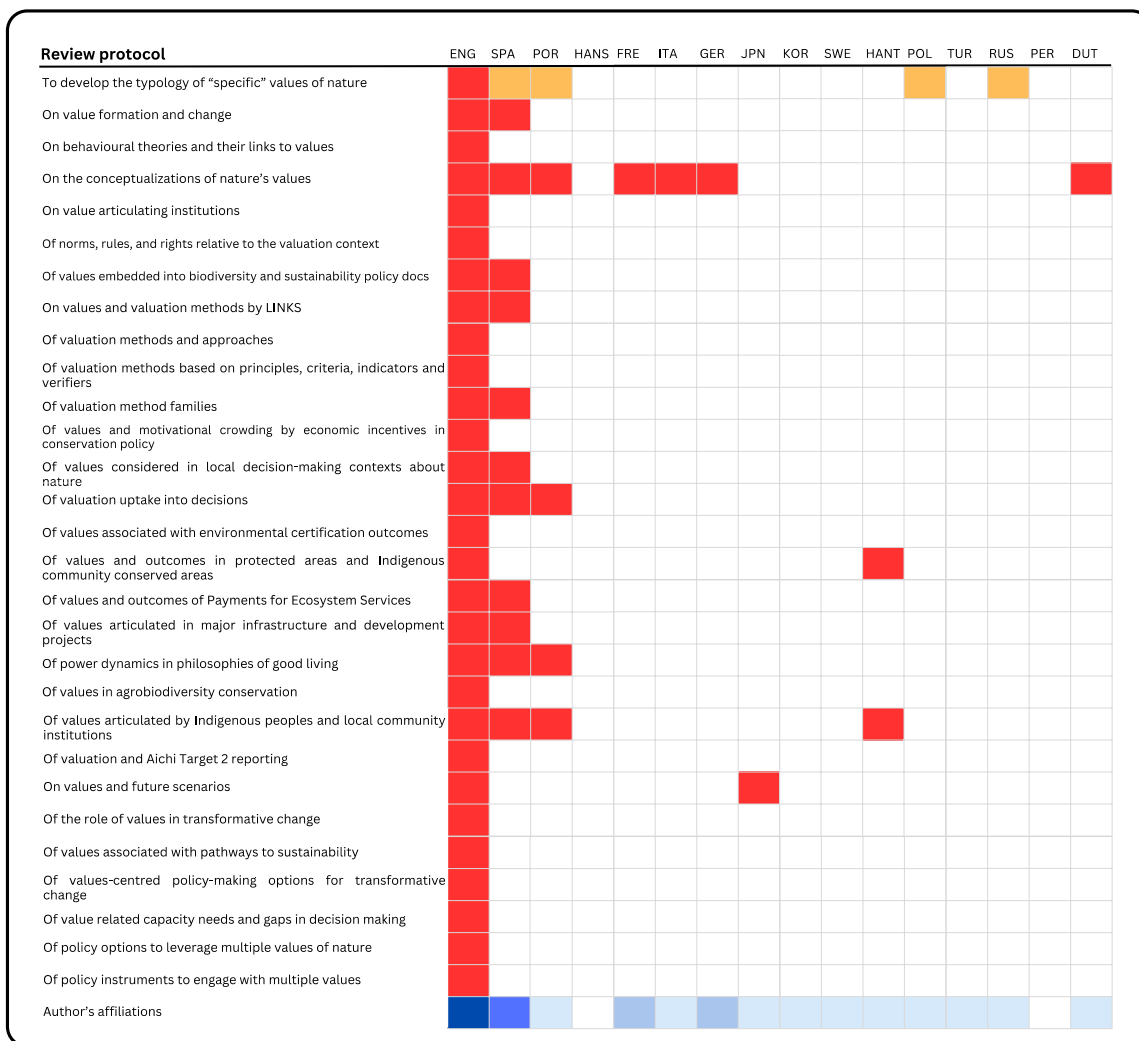 Review protocol ENG SPA POR HANS FRE ITA GER JPN KOR SWE HANT POL TUR RUS PER DUT
To develop the typology of “specific” values of nature
On value formation and change
On behavioural theories and their links to values
On the conceptualizations of nature’s values
On value articulating institutions
Of norms, rules, and rights relative to the valuation context
Of values embedded into biodiversity and sustainability policy docs
On values and valuation methods by LINKS
Of valuation methods and approaches
Of valuation methods based on principles, criteria, indicators and
verifiers
Of valuation method families
Of values and motivational crowding by economic incentives in
conservation policy
Of values considered in local decision-making contexts about
nature
Of valuation uptake into decisions
Of values associated with environmental certification outcomes
Of values and outcomes in protected areas and Indigenous
community conserved areas
Of values and outcomes of Payments for Ecosystem Services
Of values articulated in major infrastructure and development
projects
Of power dynamics in philosophies of good living
Of values in agrobiodiversity conservation
Of values articulated by Indigenous peoples and local community
institutions
Of valuation and Aichi Target 2 reporting
On values and future scenarios
Of the role of values in transformative change
Of values associated with pathways to sustainability
Of values-centred policy-making options for transformative
change
Of value related capacity needs and gaps in decision making
Of policy options to leverage multiple values of nature
Of policy instruments to engage with multiple values
Author’s affiliations